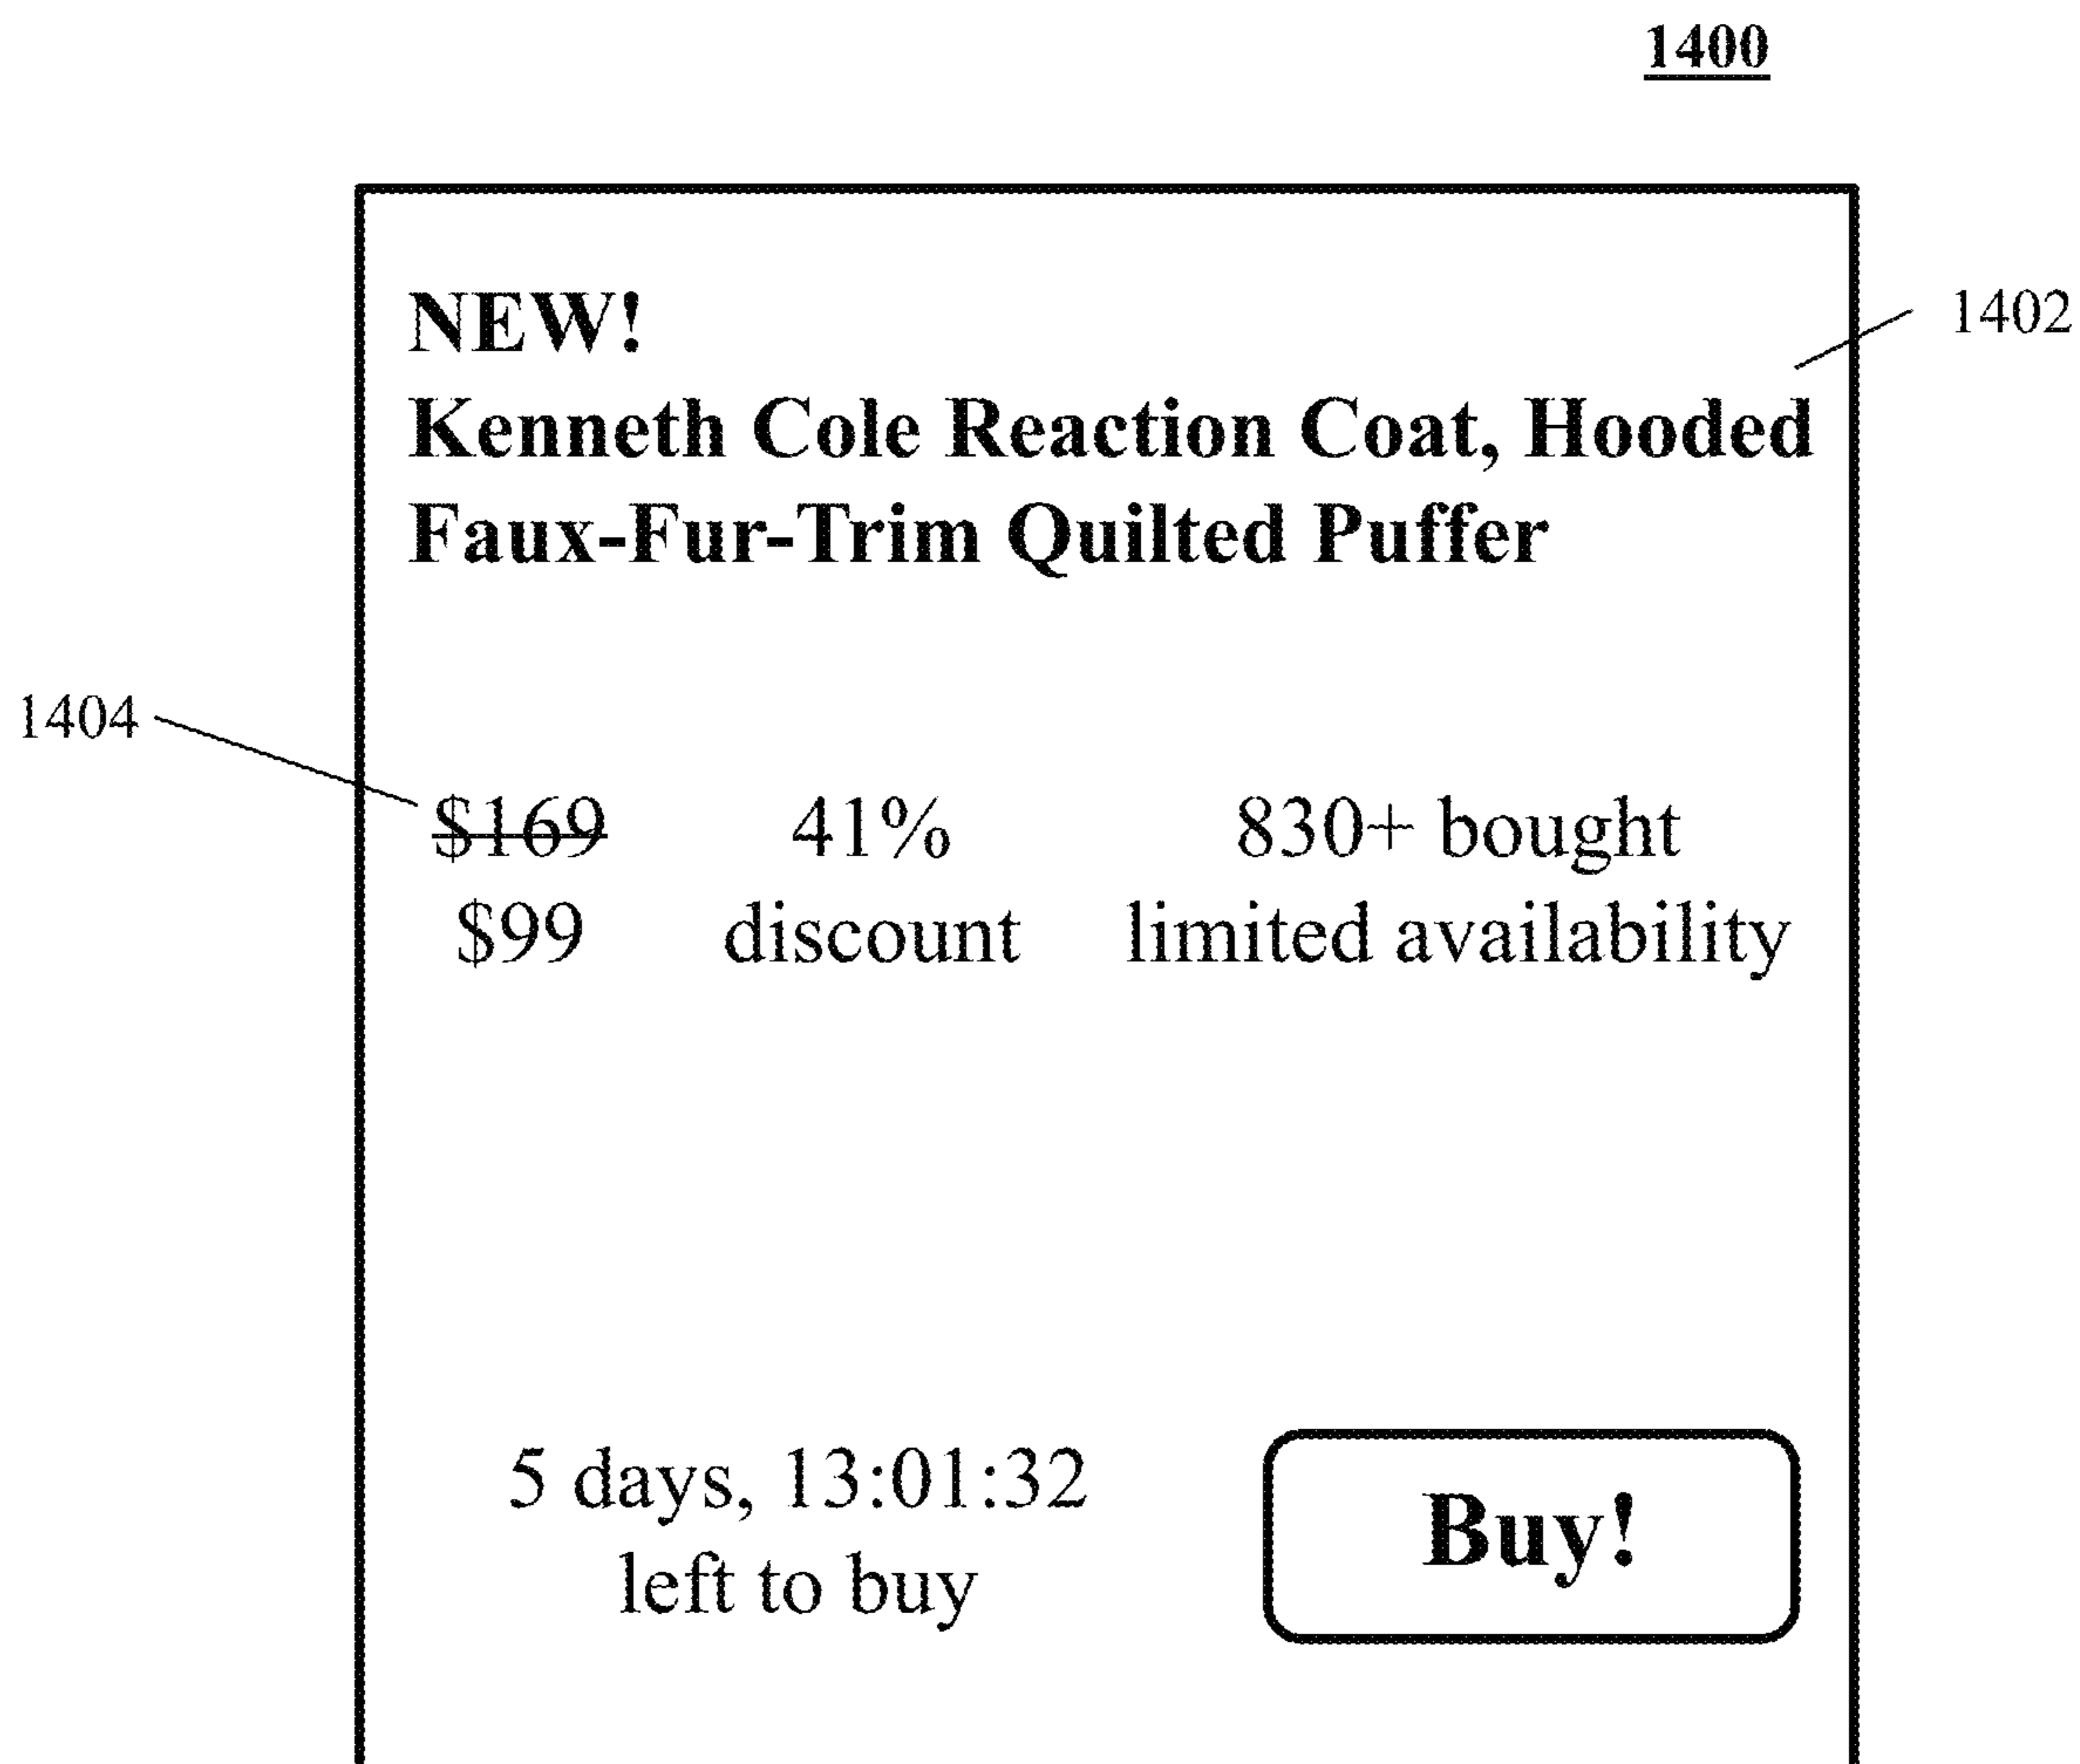 1400
NEW!
1402
Kenneth Cole Reaction Coat, Hooded
Faux-Fur-Trim Quilted Puffer
1404
$169
$99
41%
discount
830+ bought
limited availability
5 days, 13:01:32
left to buy
Buy!